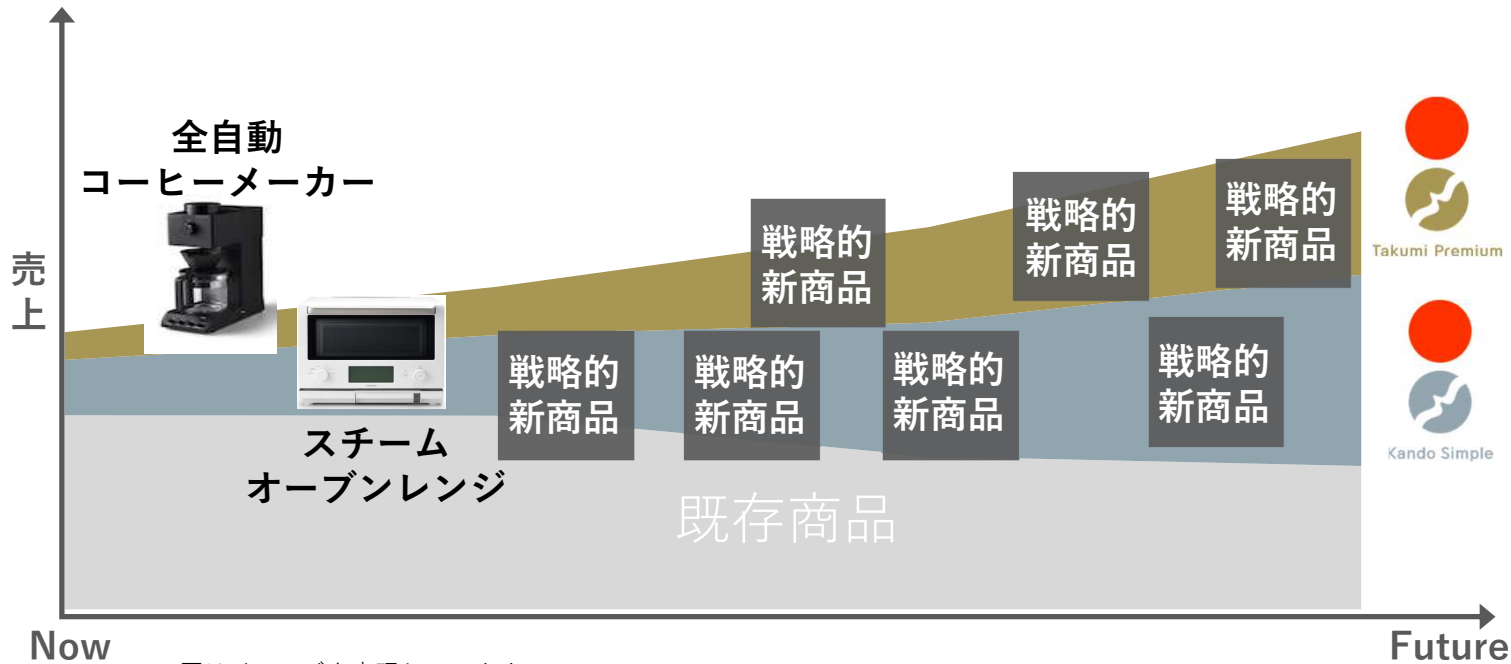 全自動
コーヒーメーカー
売上
スチーム
オーブンレンジ
戦略的
新商品
戦略的
新商品
戦略的
新商品
戦略的
新商品
戦略的
新商品
戦略的
新商品
戦略的
新商品
既存商品
Takumi Premium
Kando Simple
Now
Future